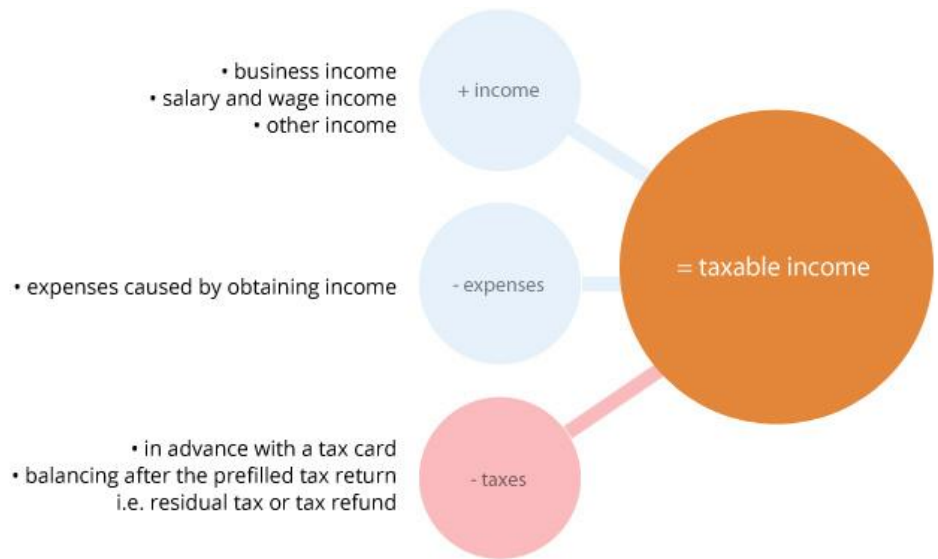 • business income
• salary and wage income
• other income
+ income
= taxable income
• expenses caused by obtaining income
- expenses
• in advance with a tax card
• balancing after the prefilled tax return
i.e. residual tax or tax refund
- taxes